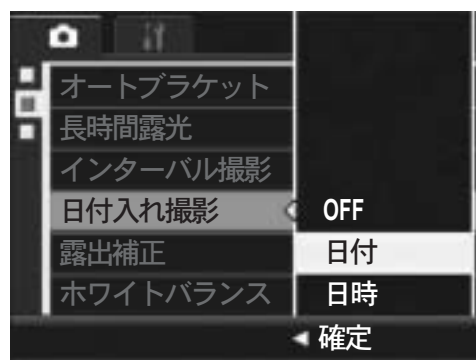 オートブラケット
長時間露光
インターバル撮影
日付入れ撮影
OFF
露出補正
日付
ホワイトバランス
日時
確定